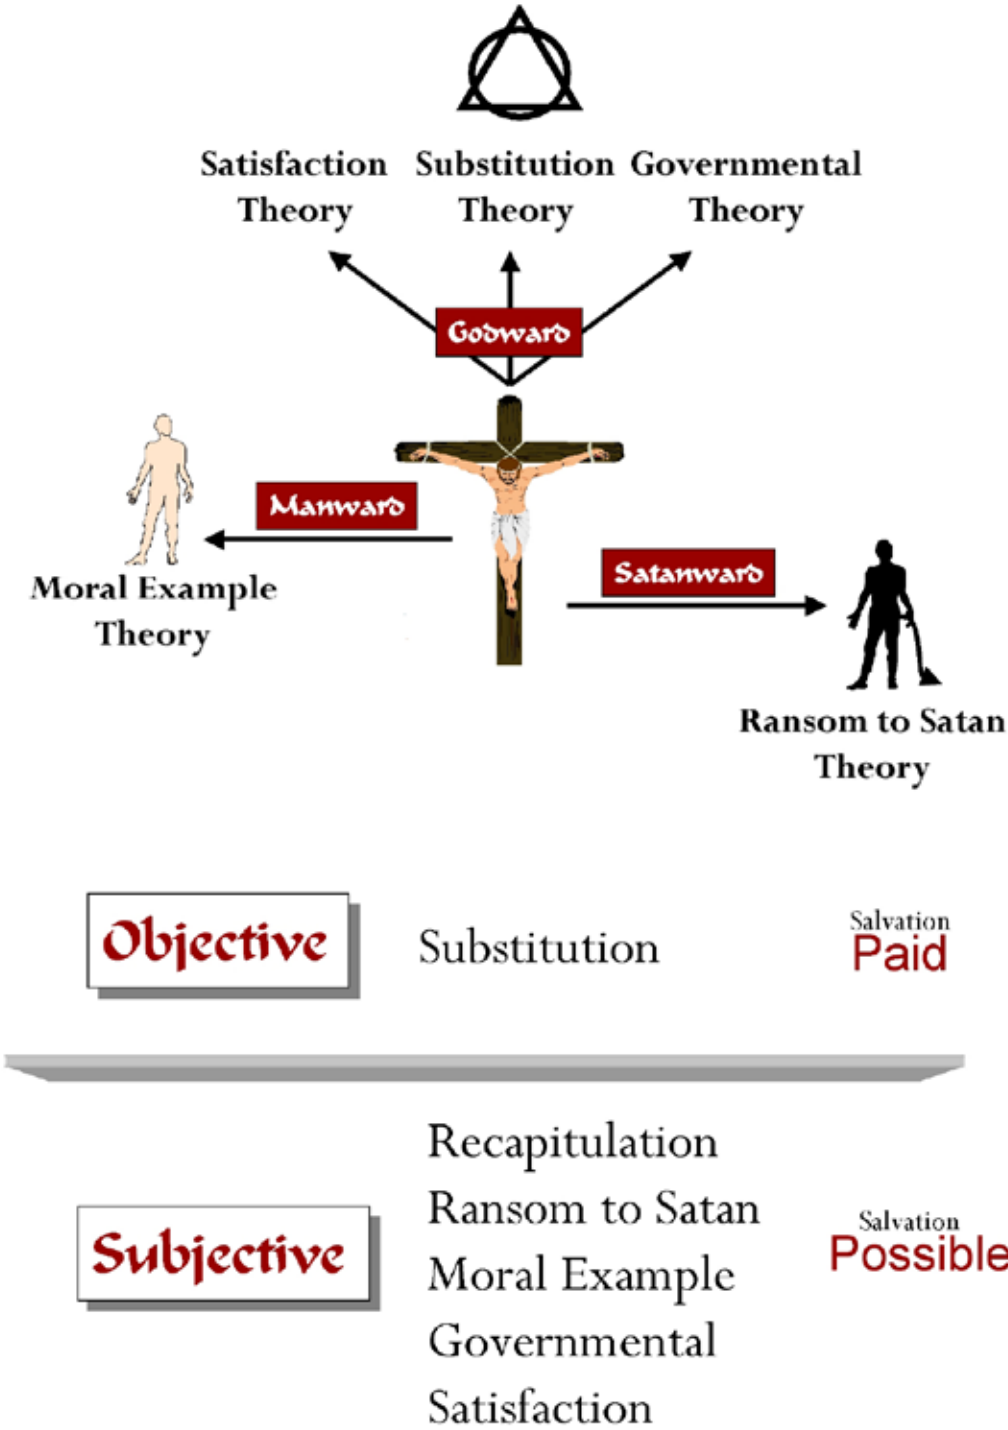 Satisfaction Theory
Substitution Theory
Governmental Theory
Godward
Manward
Moral Example
Theory
Satanward
Ransom to Satan
Theory
Objective
Substitution
Salvation
Paid
Subjective
Recapitulation
Ransom to Satan
Moral Example
Governmental
Satisfaction
Salvation
Possible